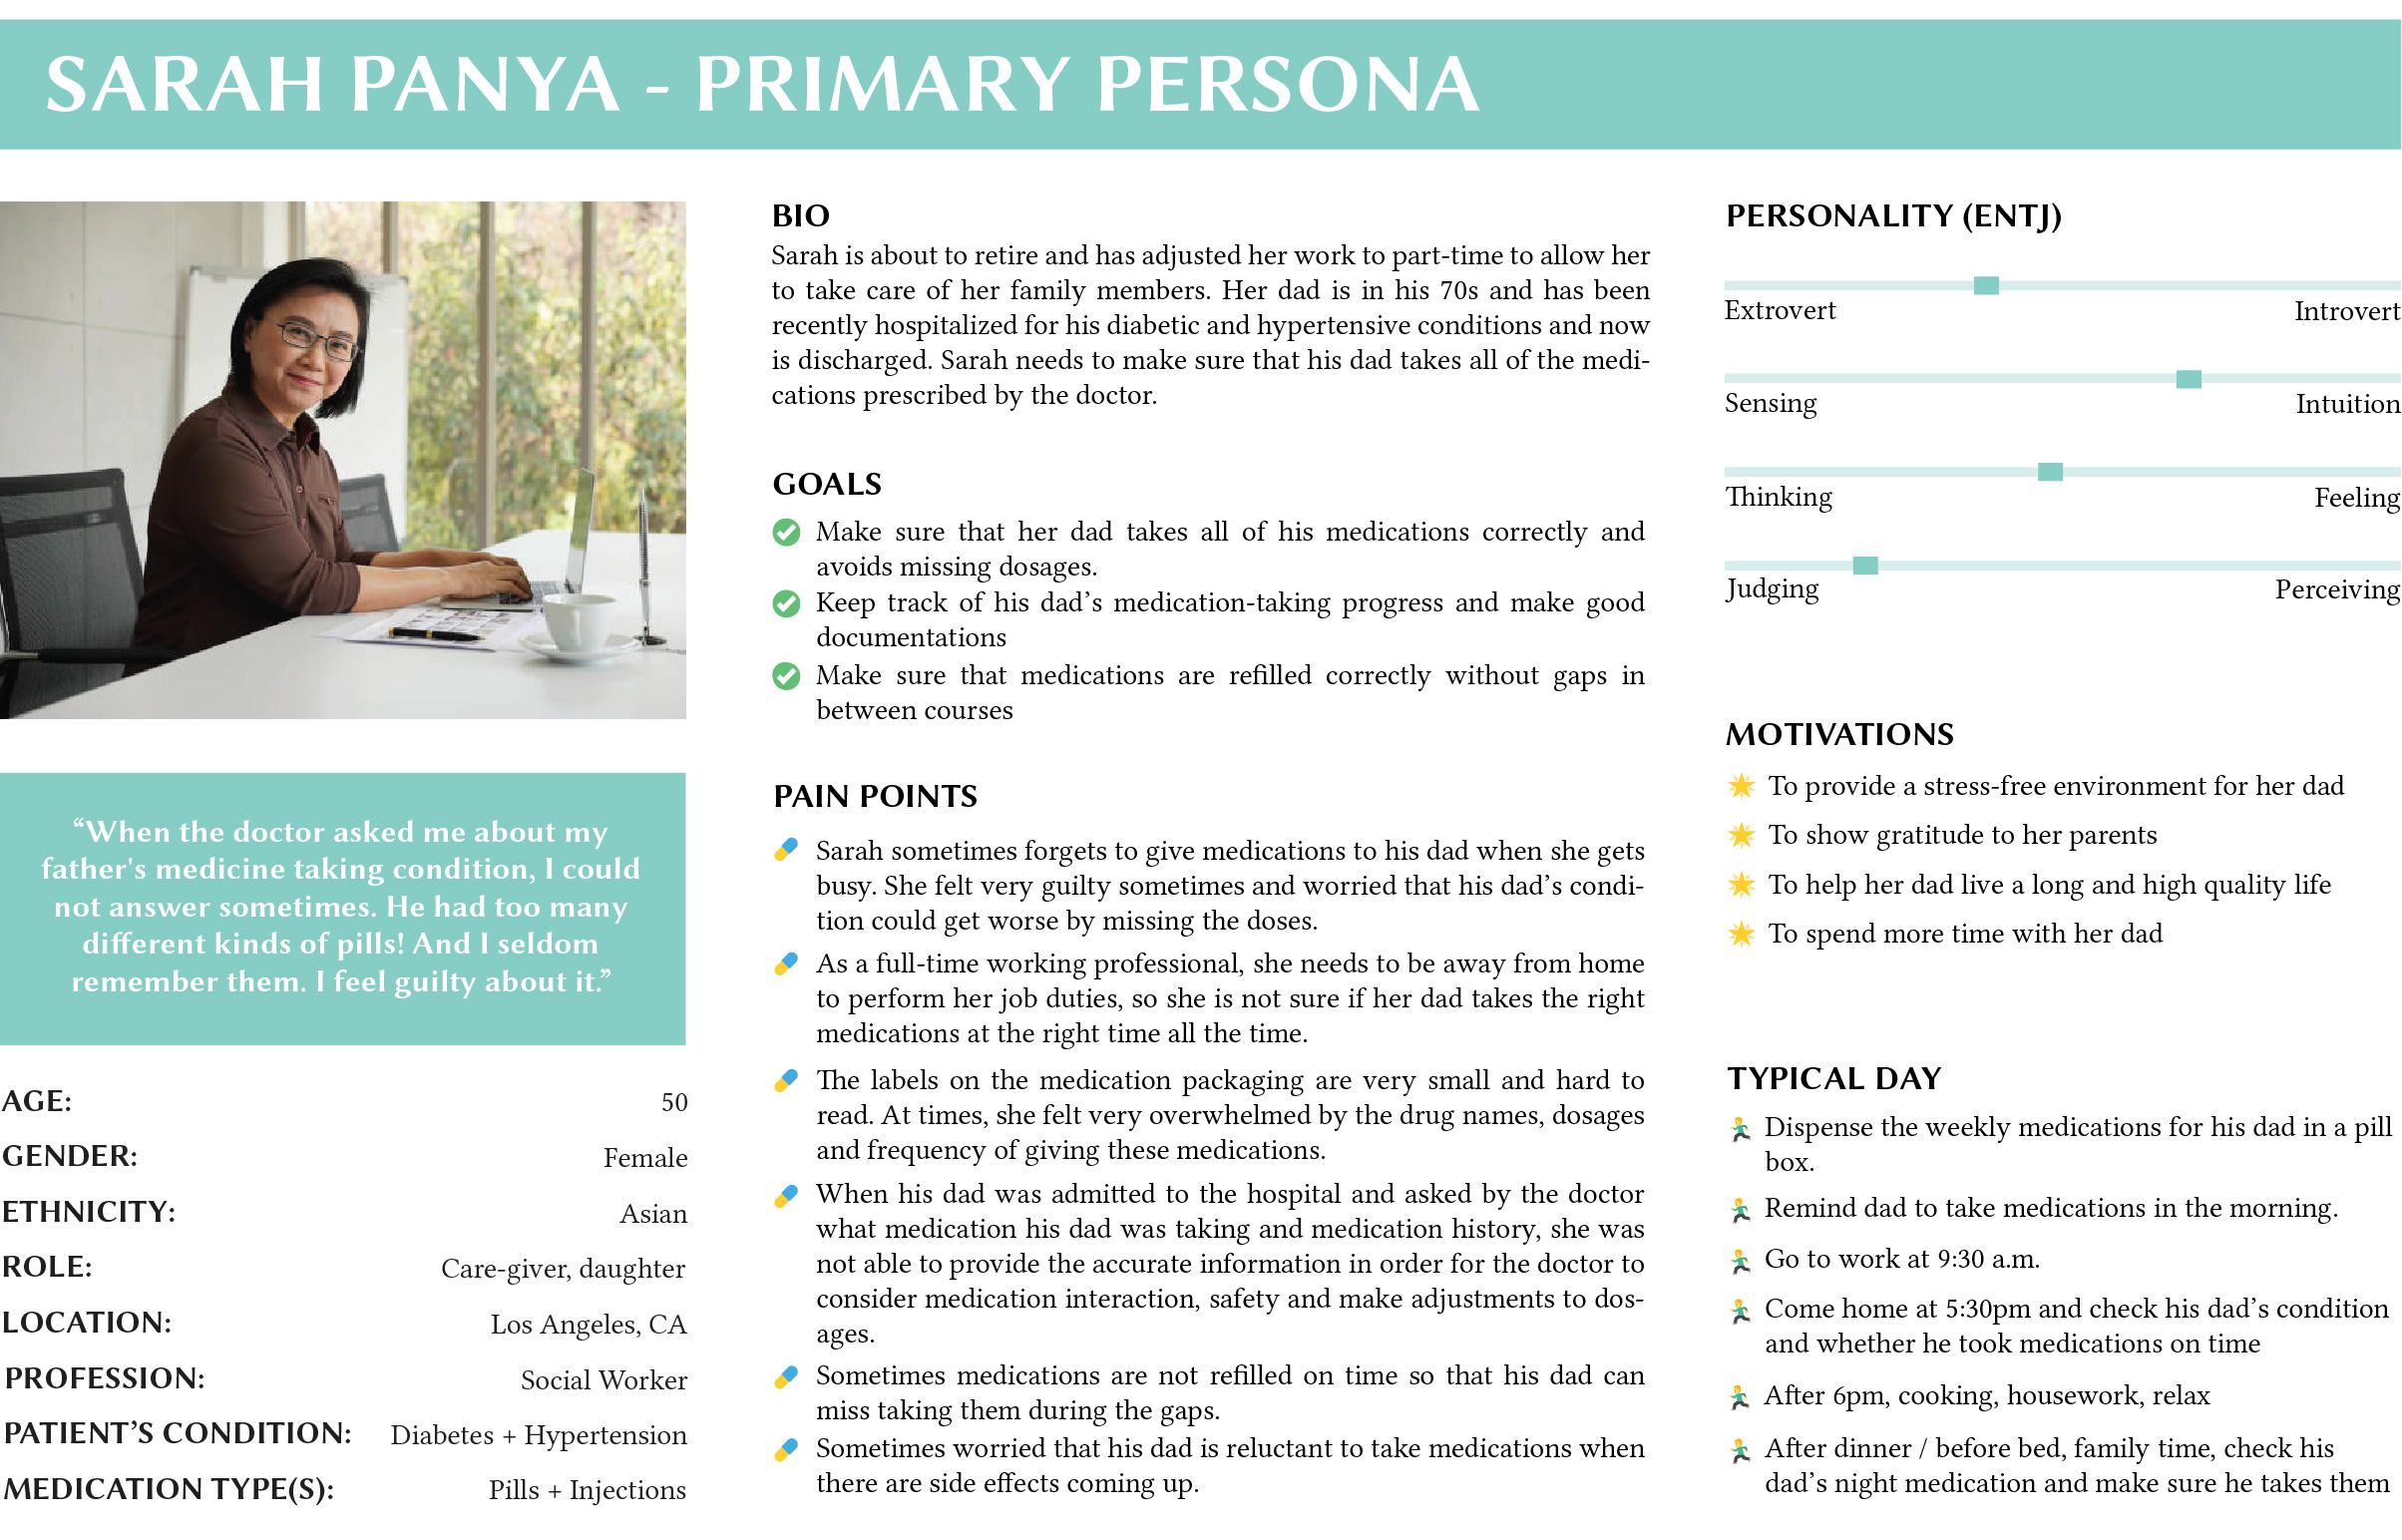 SARAH PANYA - PRIMARY PERSONA
“When the doctor asked me about my
father's medicine taking condition, I could
not answer sometimes. He had too many
different kinds of pills! And I seldom
remember them. I feel guilty about it.”
AGE: 50
GENDER: Female
ETHNICITY: Asian
ROLE: Care-giver, daughter
LOCATION: Los Angeles, CA
PROFESSION: Social Worker
PATIENT’S CONDITION: Diabetes + Hypertension
MEDICATION TYPE(S): Pills + Injections
BIO
Sarah is about to retire and has adjusted her work to part-time to allow her
to take care of her family members. Her dad is in his 70s and has been
recently hospitalized for his diabetic and hypertensive conditions and now
is discharged. Sarah needs to make sure that his dad takes all of the medi-
cations prescribed by the doctor.
GOALS
Make sure that her dad takes all of his medications correctly and
avoids missing dosages.
Keep track of his dad’s medication-taking progress and make good
documentations
Make sure that medications are refilled correctly without gaps in
between courses
PAIN POINTS
Sarah sometimes forgets to give medications to his dad when she gets
busy. She felt very guilty sometimes and worried that his dad’s condi-
tion could get worse by missing the doses.
As a full-time working professional, she needs to be away from home
to perform her job duties, so she is not sure if her dad takes the right
medications at the right time all the time.
The labels on the medication packaging are very small and hard to
read. At times, she felt very overwhelmed by the drug names, dosages
and frequency of giving these medications.
When his dad was admitted to the hospital and asked by the doctor
what medication his dad was taking and medication history, she was
not able to provide the accurate information in order for the doctor to
consider medication interaction, safety and make adjustments to dos-
ages.
Sometimes medications are not refilled on time so that his dad can
miss taking them during the gaps.
Sometimes worried that his dad is reluctant to take medications when
there are side effects coming up.
PERSONALITY (ENTJ)
Extrovert Introvert
Sensing Intuition
Thinking Feeling
Judging Perceiving
MOTIVATIONS
To provide a stress-free environment for her dad
To show gratitude to her parents
To help her dad live a long and high quality life
To spend more time with her dad
TYPICAL DAY
Dispense the weekly medications for his dad in a pill
box.
Remind dad to take medications in the morning.
Go to work at 9:30 a.m.
Come home at 5:30pm and check his dad’s condition
and whether he took medications on time
After 6pm, cooking, housework, relax
After dinner / before bed, family time, check his
dad’s night medication and make sure he takes them